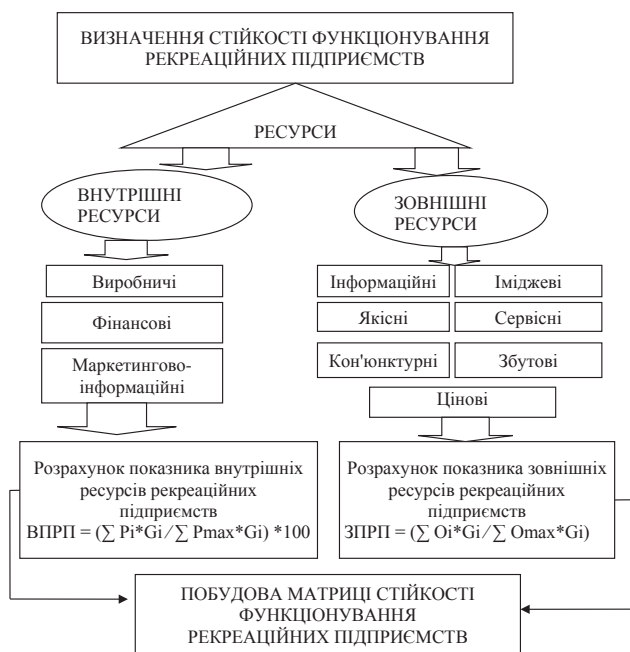 ВИЗНАЧЕННЯ СТІЙКОСТІ ФУНКЦІОНУВАННЯ
РЕКРЕАЦІЙНИХ ПІДПРИЄМСТВ
РЕСУРСИ
ВНУТРІШНІ
РЕСУРСИ
ЗОВНІШНІ
РЕСУРСИ
Виробничі
Фінансові
Маркетингово-
інформаційні
Інформаційні
Іміджеві
Якісні
Сервісні
Кон'юнктурні
Збутові
Цінові
Розрахунок показника внутрішніх
ресурсів рекреаційних
підприємств
ВПРП = (∑ Pi*Gi ⁄ ∑ Pmax*Gi) *100
Розрахунок показника зовнішніх
ресурсів рекреаційних
підприємств
ЗПРП = (∑ Oi*Gi ⁄ ∑ Omax*Gi)
ПОБУДОВА МАТРИЦІ СТІЙКОСТІ
ФУНКЦІОНУВАННЯ
РЕКРЕАЦІЙНИХ ПІДПРИЄМСТВ